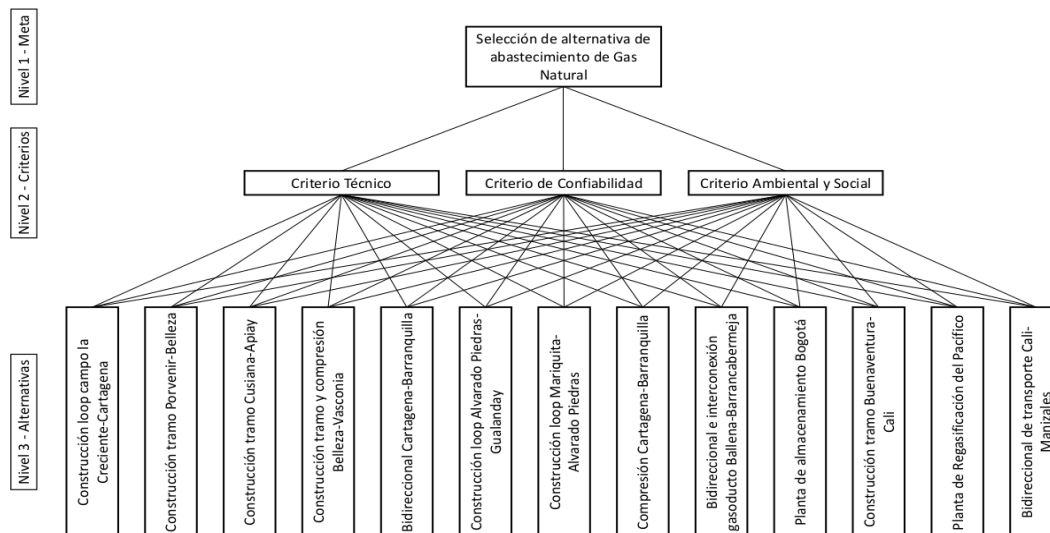 Nivel 1 - Meta
Selección de alternativa de
abastecimiento de Gas
Natural
Nivel 2 - Criterios
Criterio Técnico
Criterio de Confiabilidad
Criterio Ambiental y Social
Nivel 3 - Alternativas
Construcción loop campo la
Creciente-Cartagena
Construcción tramo Porvenir-Belleza
Construcción tramo Cusiana-Apiay
Construcción tramo y compresión
Belleza-Vasconia
Bidireccional Cartagena-Barranquilla
Construcción loop Alvarado Piedras-
Gualanday
Construcción loop Mariquita-
Alvrado Piedras
Compresión Cartagena-Barranquilla
Bidireccional e interconexión
gasoducto Ballena-Barrancabermeja
Planta de almacenamiento Bogotá
Construcción tramo Buenaventura-
Cali
Planta de Regasificación del Pacífico
Bidireccional de transporte Cali-
Manizales